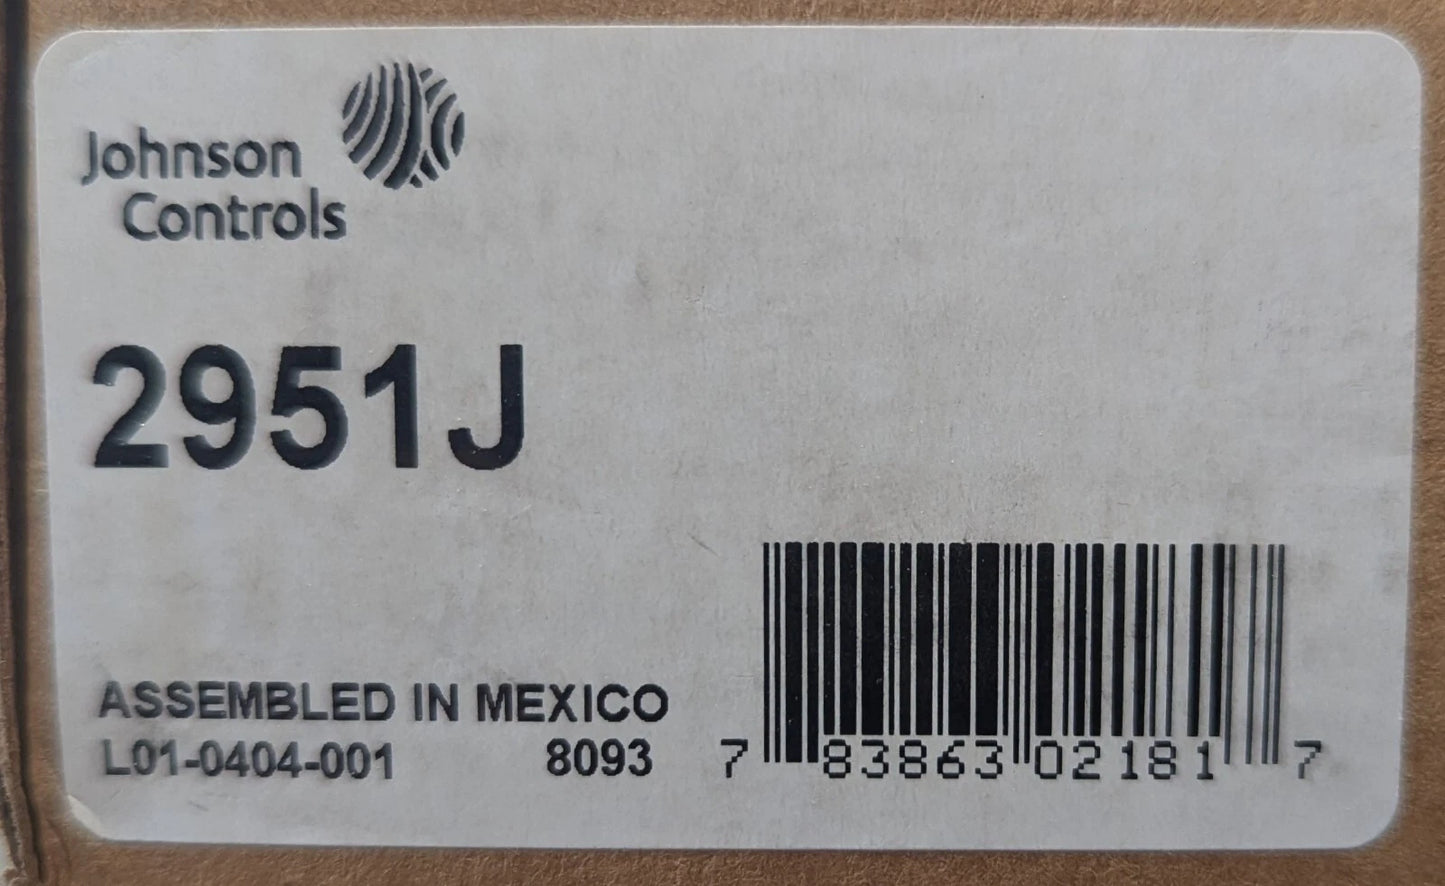 Johnson
Controls
2951J
ASSEMBLED IN MEXICO
L01-0404-001 8093
7 83863 02181 7